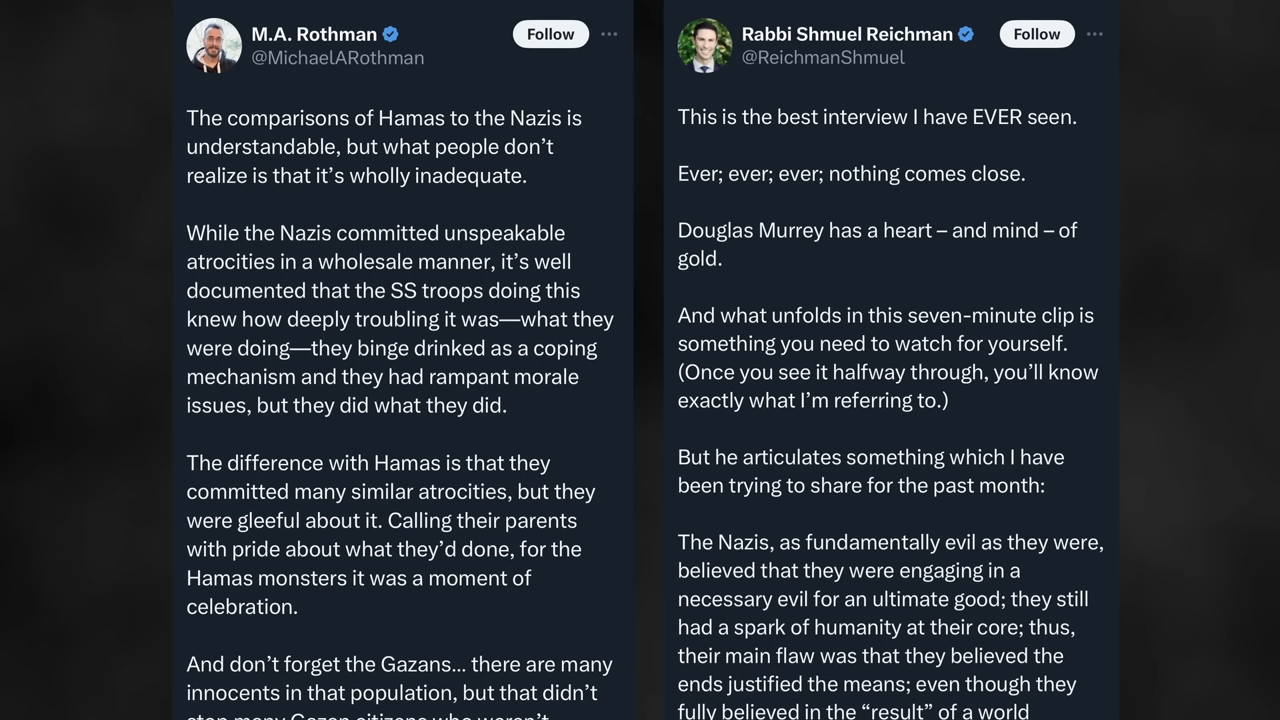 M.A. Rothman
Follow
@MichaelARothman
The comparisons of Hamas to the Nazis is
understandable, but what people don’t
realize is that it’s wholly inadequate.
While the Nazis committed unspeakable
atrocities in a wholesale manner, it’s well
documented that the SS troops doing this
knew how deeply troubling it was—what they
were doing—they binge drinked as a coping
mechanism and they had rampant morale
issues, but they did what they did.
The difference with Hamas is that they
committed many similar atrocities, but they
were gleeful about it. Calling their parents
with pride about what they’d done, for the
Hamas monsters it was a moment of
celebration.
And don’t forget the Gazans... there are many
innocents in that population, but that didn’t
stop many Gazan citizens who weren’t
Rabbi Shmuel Reichman
Follow
@ReichmanShmuel
This is the best interview I have EVER seen.
Ever; ever; ever; nothing comes close.
Douglas Murrey has a heart – and mind – of
gold.
And what unfolds in this seven-minute clip is
something you need to watch for yourself.
(Once you see it halfway through, you’ll know
exactly what I’m referring to.)
But he articulates something which I have
been trying to share for the past month:
The Nazis, as fundamentally evil as they were,
believed that they were engaging in a
necessary evil for an ultimate good; they still
had a spark of humanity at their core; thus,
their main flaw was that they believed the
ends justified the means; even though they
fully believed in the “result” of a world